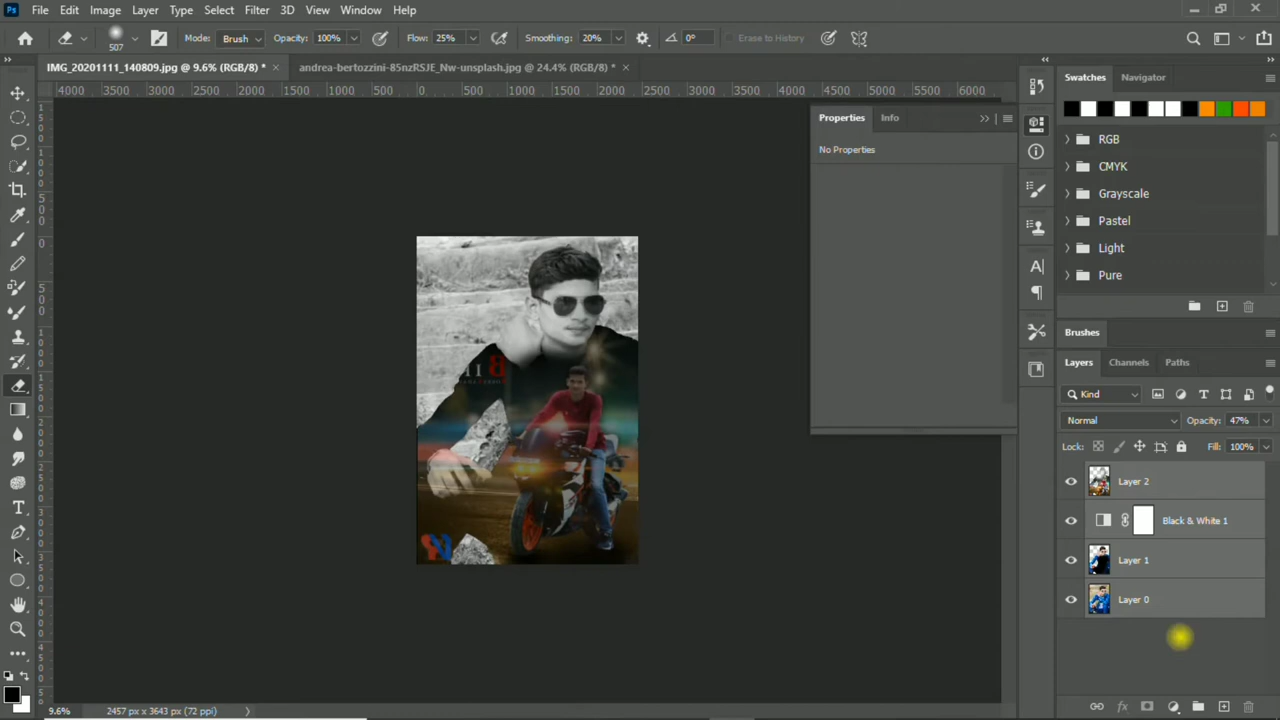 Ps File Edit Image Layer Type Select Filter 3D View Window Help
507 Mode: Brush Opacity: 100% Flow: 25% Smoothing: 20% 0° Erase to History
IMG_20201111_140809.jpg @ 9.6% (RGB/8) * × andrea-bertozzini-85nzRSJE_Nw-unsplash.jpg @ 24.4% (RGB/8) * ×
4000 3500 3000 2500 2000 1500 1000 500 0 500 1000 1500 2000 2500 3000 3500 4000 4500 5000 5500 6000
Swatches Navigator
Properties Info
No Properties
RGB
CMYK
Grayscale
Pastel
Light
Pure
Brushes
Layers Channels Paths
Kind
Normal Opacity: 47%
Lock: Fill: 100%
Layer 2
Black & White 1
Layer 1
Layer 0
9.6% 2457 px x 3643 px (72 ppi)